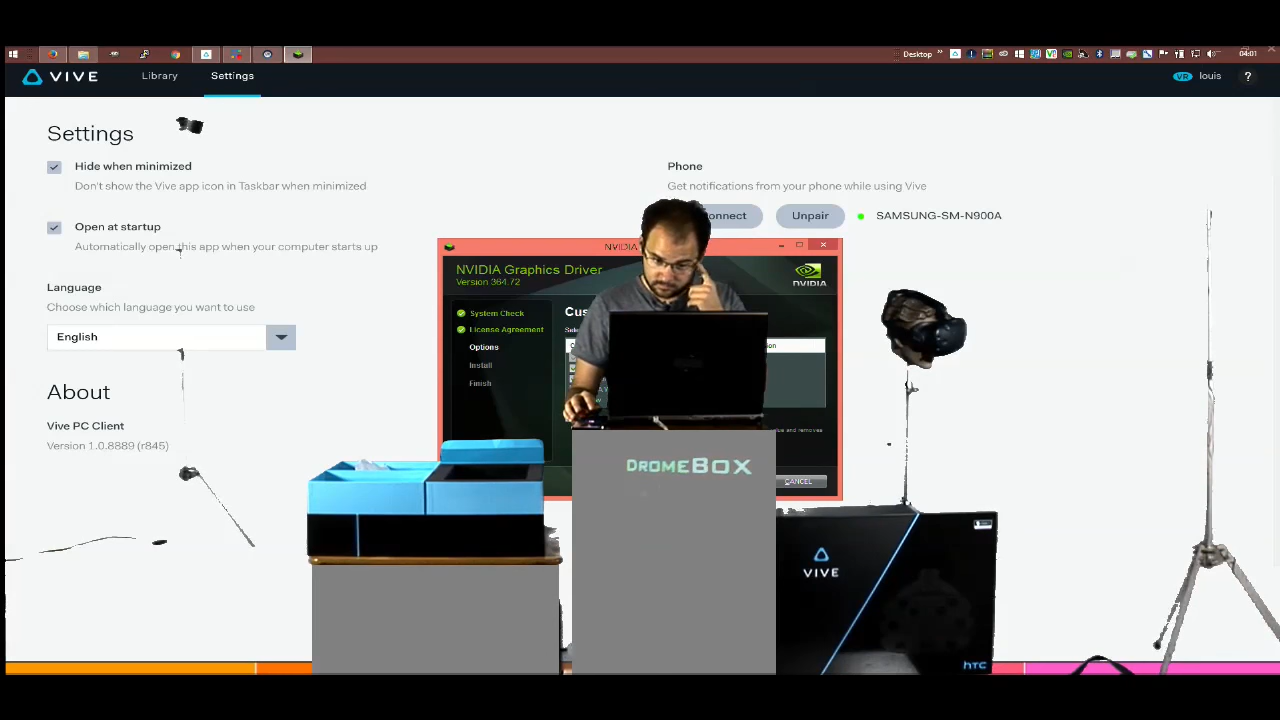 Desktop
04:01
VIVE
Library
Settings
VR louis ?
Settings
Hide when minimized
Don't show the Vive app icon in Taskbar when minimized
Open at startup
Automatically open this app when your computer starts up
Language
Choose which language you want to use
English
About
Vive PC Client
Version 1.0.8889 (r845)
Phone
Get notifications from your phone while using Vive
Unpair
SAMSUNG-SM-N900A
NVIDIA
NVIDIA Graphics Driver
Version 364.72
NVIDIA
System Check
License Agreement
Options
Install
Finish
CANCEL
DROMEBOX
VIVE
hTC